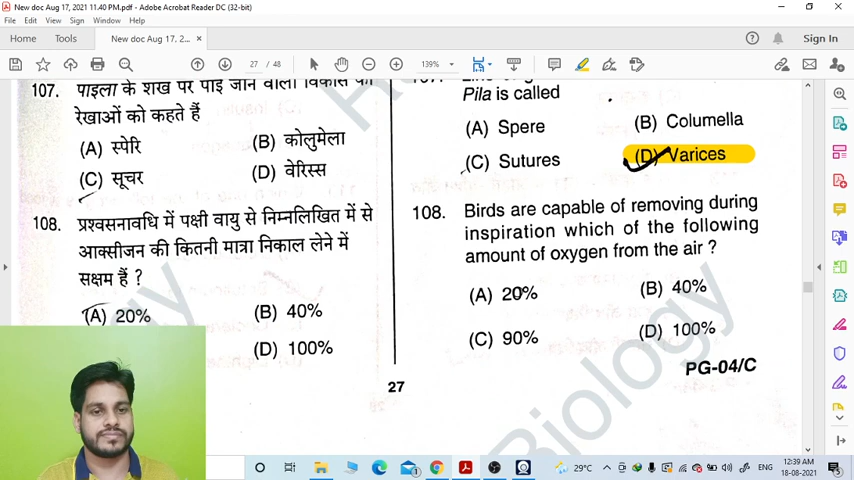 New doc Aug 17, 2021 11.40 PM.pdf - Adobe Acrobat Reader DC (32-bit)
File Edit View Sign Window Help
Home Tools New doc Aug 17, 2... × Sign In
27 / 48 139%
107. पाइला के शंख पर पाई जाने वाली विकास की
रेखाओं को कहते हैं
(A) स्पेरि (B) कोलुमेला
(C) सूचर (D) वेरिस्स
108. प्रश्वसनावधि में पक्षी वायु से निम्नलिखित में से
आक्सीजन की कितनी मात्रा निकाल लेने में
सक्षम हैं ?
(A) 20% (B) 40%
(D) 100%
Pila is called
(A) Spere (B) Columella
(C) Sutures (D) Varices
108. Birds are capable of removing during
inspiration which of the following
amount of oxygen from the air ?
(A) 20% (B) 40%
(C) 90% (D) 100%
PG-04/C
27
Biology
29°C ENG 12:39 AM
18-08-2021